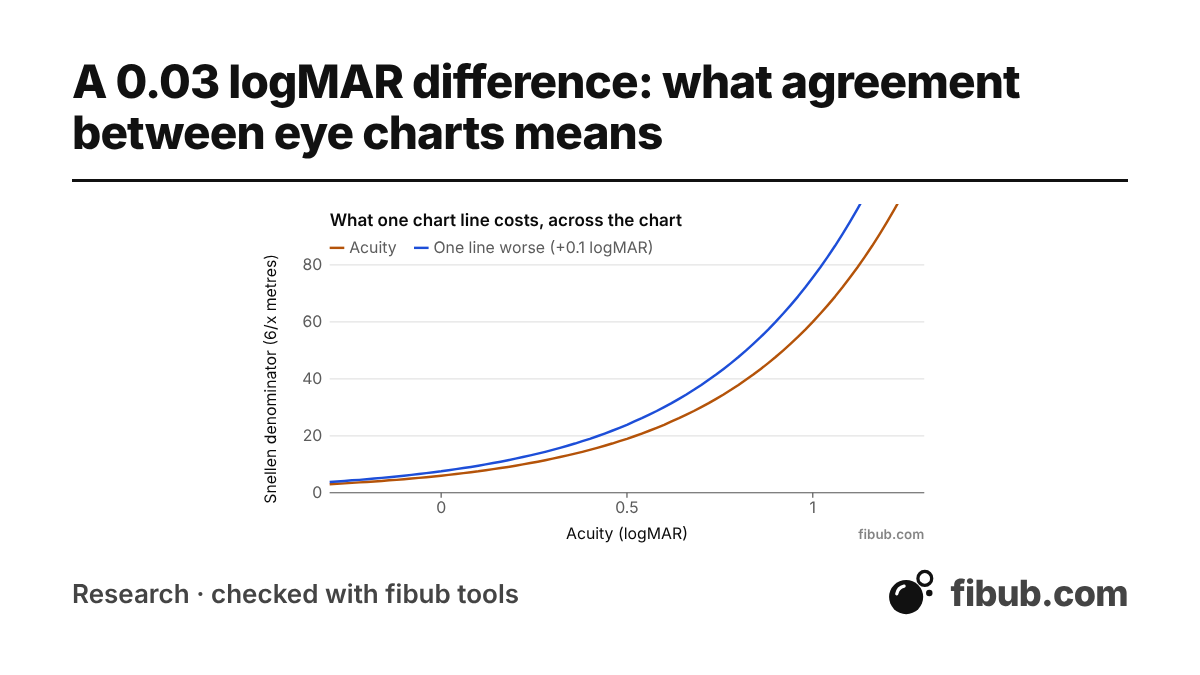 A 0.03 logMAR difference: what agreement
between eye charts means
What one chart line costs, across the chart
Acuity One line worse (+0.1 logMAR)
Snellen denominator (6/x metres)
80
60
40
20
0
0 0.5 1
Acuity (logMAR)
fibub.com
Research · checked with fibub tools
fibub.com